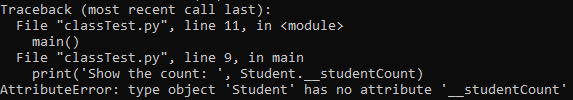 Traceback (most recent call last):
  File "classTest.py", line 11, in <module>
    main()
  File "classTest.py", line 9, in main
    print('Show the count: ', Student.__studentCount)
AttributeError: type object 'Student' has no attribute '__studentCount'